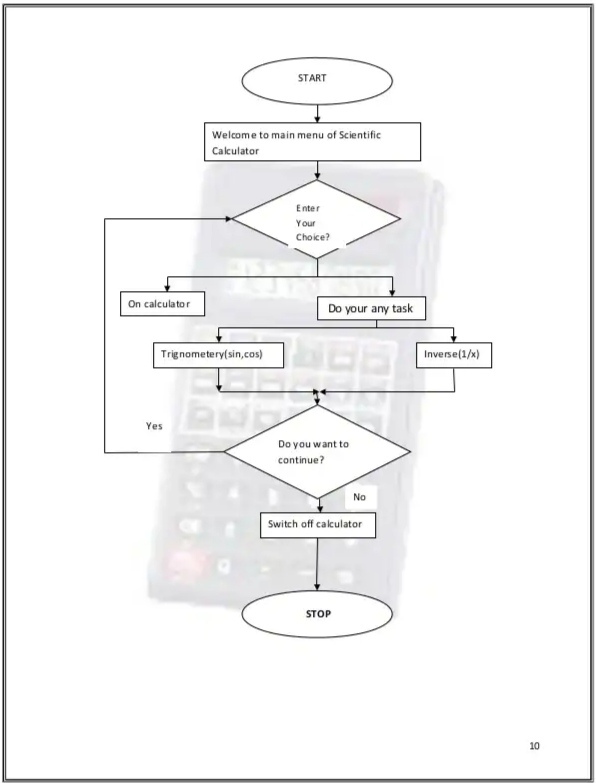 START
Welcome to main menu of Scientific
Calculator
Enter
Your
Choice?
On calculator
Do your any task
Trignometery(sin,cos)
Inverse(1/x)
Yes
Do you want to
continue?
No
Switch off calculator
STOP
10